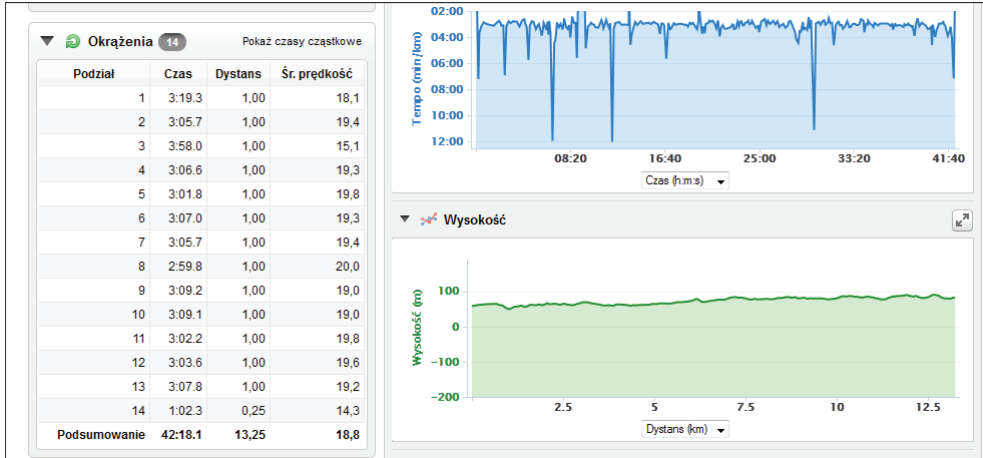 Okrążenia 14 Pokaż czasy cząstkowe
Podział Czas Dystans Śr. prędkość
1 3:19.3 1,00 18,1
2 3:05.7 1,00 19,4
3 3:58.0 1,00 15,1
4 3:06.6 1,00 19,3
5 3:01.8 1,00 19,8
6 3:07.0 1,00 19,3
7 3:05.7 1,00 19,4
8 2:59.8 1,00 20,0
9 3:09.2 1,00 19,0
10 3:09.1 1,00 19,0
11 3:02.2 1,00 19,8
12 3:03.6 1,00 19,6
13 3:07.8 1,00 19,2
14 1:02.3 0,25 14,3
Podsumowanie 42:18.1 13,25 18,8
Tempo (min/km)
02:00
04:00
06:00
08:00
10:00
12:00
08:20 16:40 25:00 33:20 41:40
Czas (h:m:s)
Wysokość
Wysokość (m)
100
0
−100
−200
2.5 5 7.5 10 12.5
Dystans (km)